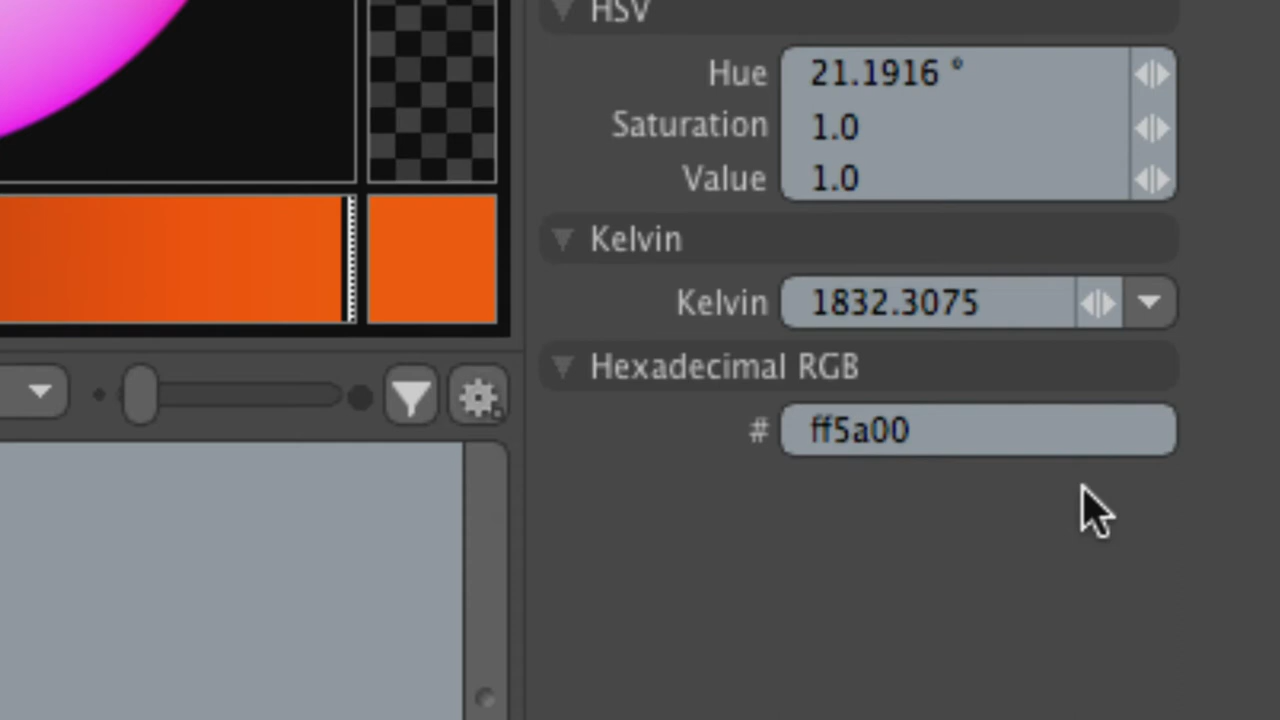 HSV
Hue 21.1916 °
Saturation 1.0
Value 1.0
Kelvin
Kelvin 1832.3075
Hexadecimal RGB
# ff5a00